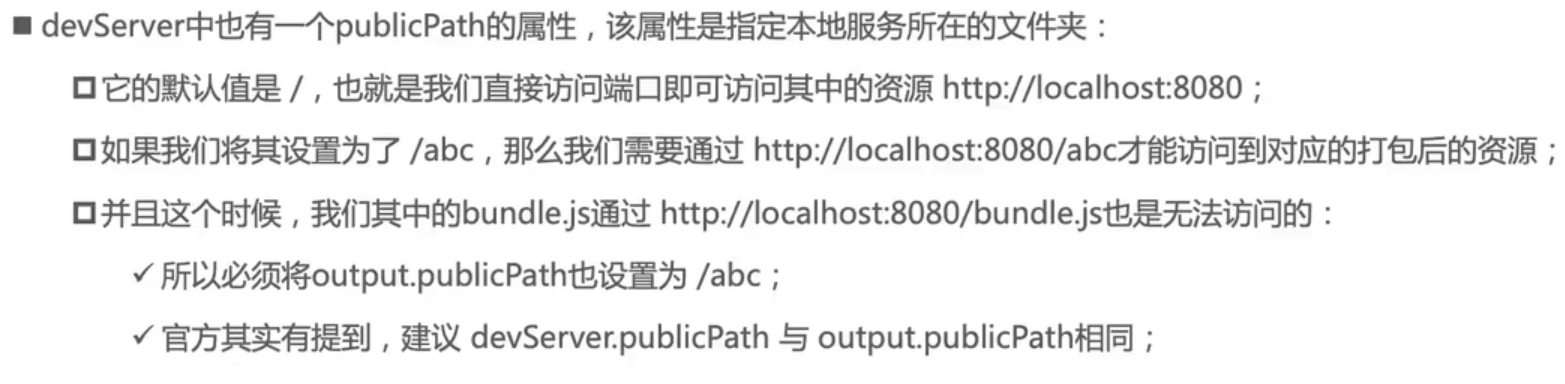 ■ devServer中也有一个publicPath的属性，该属性是指定本地服务所在的文件夹：
它的默认值是 /，也就是我们直接访问端口即可访问其中的资源 http://localhost:8080；
如果我们将其设置为了 /abc，那么我们需要通过 http://localhost:8080/abc才能访问到对应的打包后的资源；
并且这个时候，我们其中的bundle.js通过 http://localhost:8080/bundle.js也是无法访问的：
✓ 所以必须将output.publicPath也设置为 /abc；
✓ 官方其实有提到，建议 devServer.publicPath 与 output.publicPath相同；